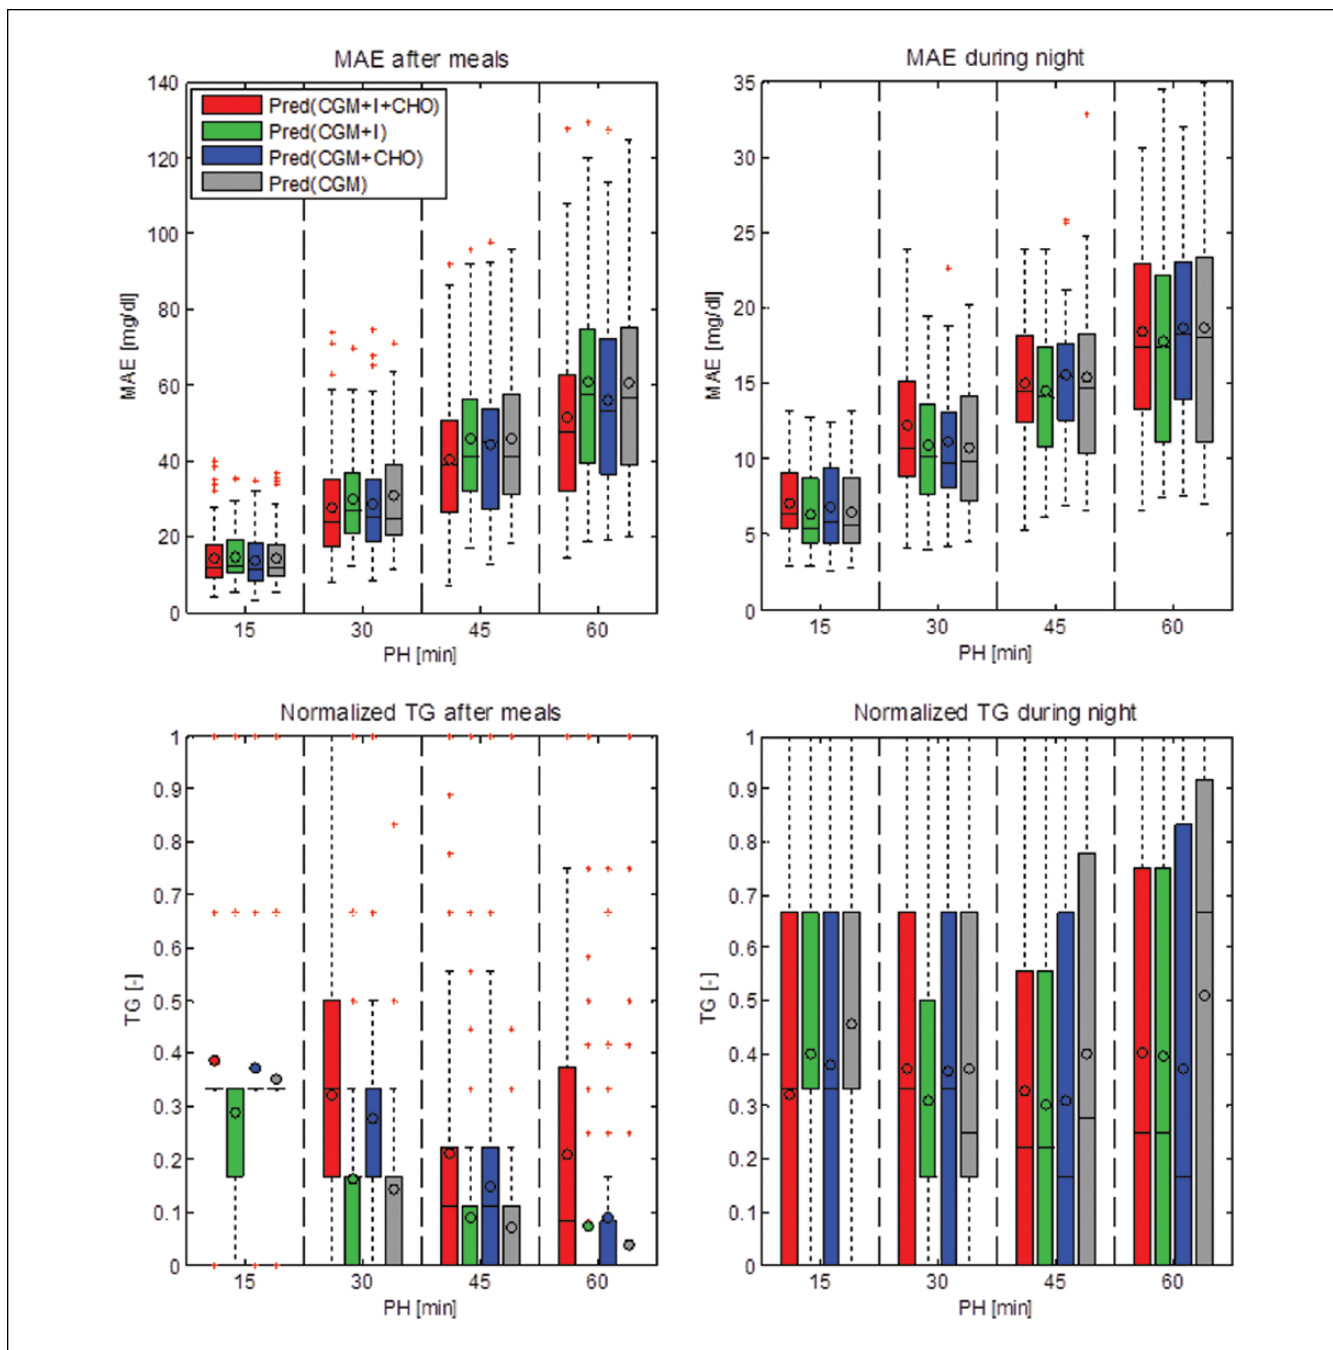 MAE after meals
140
120
100
80
60
40
20
0
MAE [mg/dl]
Pred(CGM+I+CHO)
Pred(CGM+I)
Pred(CGM+CHO)
Pred(CGM)
15 30 45 60
PH [min]
MAE during night
35
30
25
20
15
10
5
0
MAE [mg/dl]
15 30 45 60
PH [min]
Normalized TG after meals
1
0.9
0.8
0.7
0.6
0.5
0.4
0.3
0.2
0.1
0
TG [-]
15 30 45 60
PH [min]
Normalized TG during night
1
0.9
0.8
0.7
0.6
0.5
0.4
0.3
0.2
0.1
0
TG [-]
15 30 45 60
PH [min]